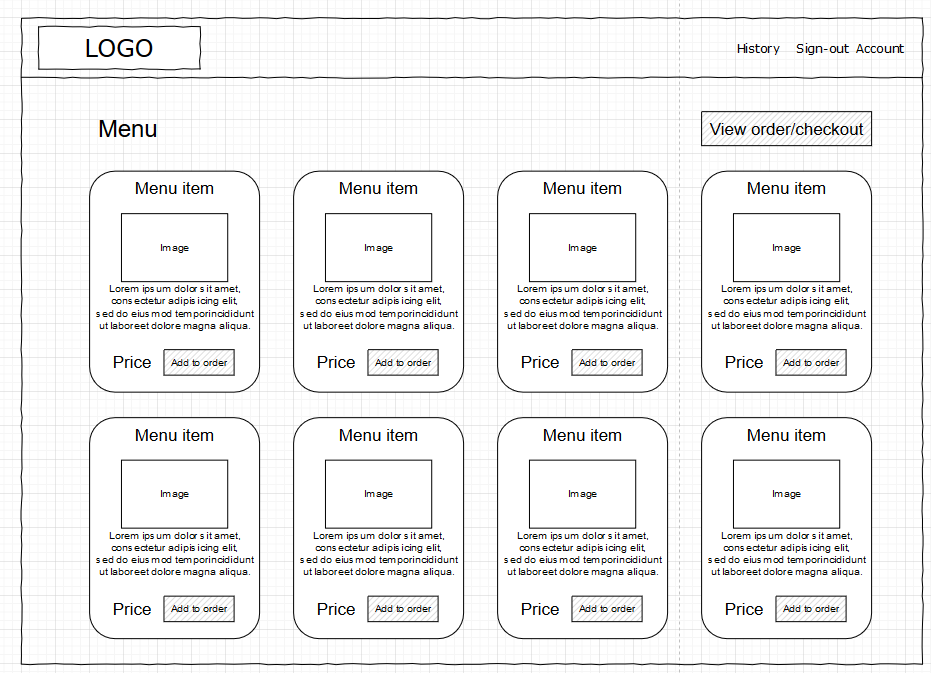 LOGO
History Sign-out Account
Menu
View order/checkout
Menu item
Image
Lorem ipsum dolor sit amet,
consectetur adipisicing elit,
sed do eiusmod temporincididunt
ut laboreet dolore magna aliqua.
Price Add to order
Menu item
Image
Lorem ipsum dolor sit amet,
consectetur adipisicing elit,
sed do eiusmod temporincididunt
ut laboreet dolore magna aliqua.
Price Add to order
Menu item
Image
Lorem ipsum dolor sit amet,
consectetur adipisicing elit,
sed do eiusmod temporincididunt
ut laboreet dolore magna aliqua.
Price Add to order
Menu item
Image
Lorem ipsum dolor sit amet,
consectetur adipisicing elit,
sed do eiusmod temporincididunt
ut laboreet dolore magna aliqua.
Price Add to order
Menu item
Image
Lorem ipsum dolor sit amet,
consectetur adipisicing elit,
sed do eiusmod temporincididunt
ut laboreet dolore magna aliqua.
Price Add to order
Menu item
Image
Lorem ipsum dolor sit amet,
consectetur adipisicing elit,
sed do eiusmod temporincididunt
ut laboreet dolore magna aliqua.
Price Add to order
Menu item
Image
Lorem ipsum dolor sit amet,
consectetur adipisicing elit,
sed do eiusmod temporincididunt
ut laboreet dolore magna aliqua.
Price Add to order
Menu item
Image
Lorem ipsum dolor sit amet,
consectetur adipisicing elit,
sed do eiusmod temporincididunt
ut laboreet dolore magna aliqua.
Price Add to order